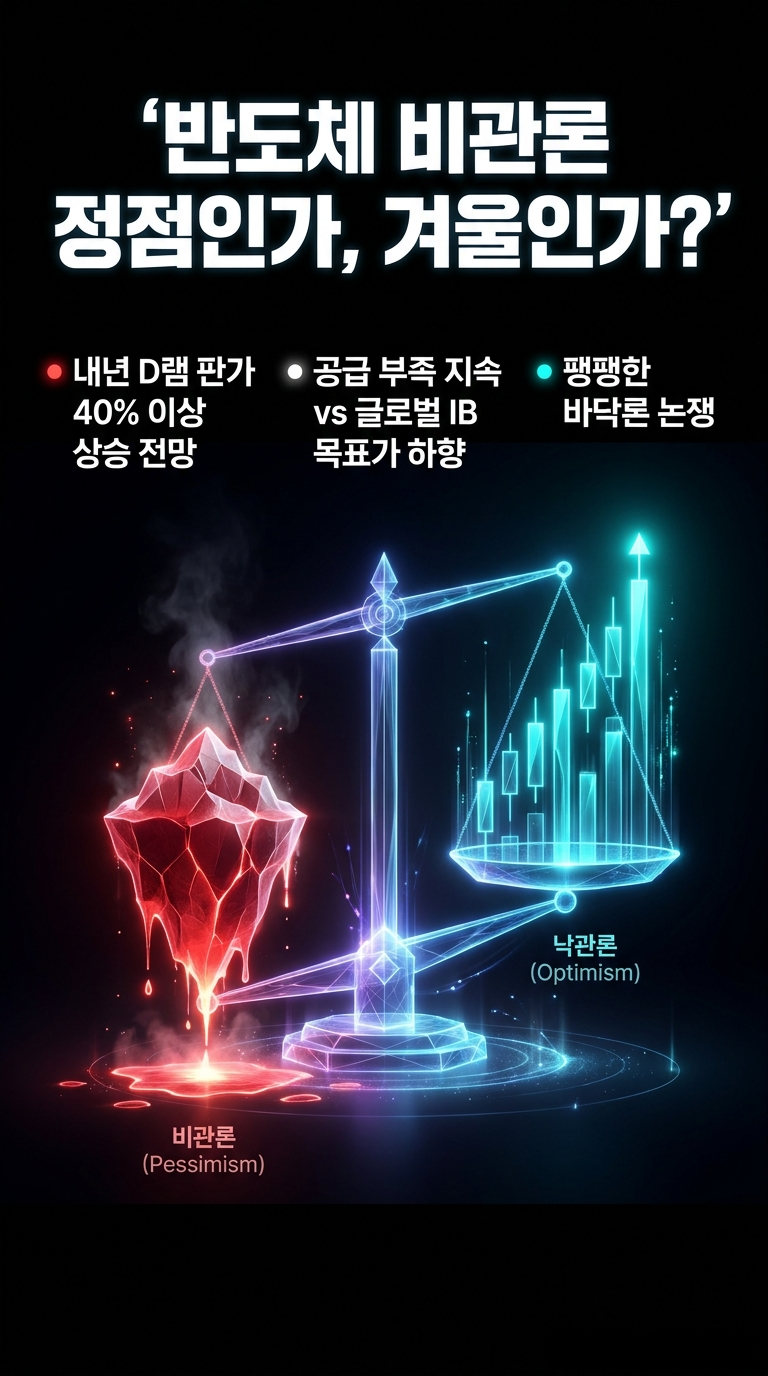 ‘반도체 비관론
정점인가, 겨울인가?’
내년 D램 판가
40% 이상
상승 전망
공급 부족 지속
vs 글로벌 IB
목표가 하향
팽팽한
바닥론 논쟁
낙관론
(Optimism)
비관론
(Pessimism)